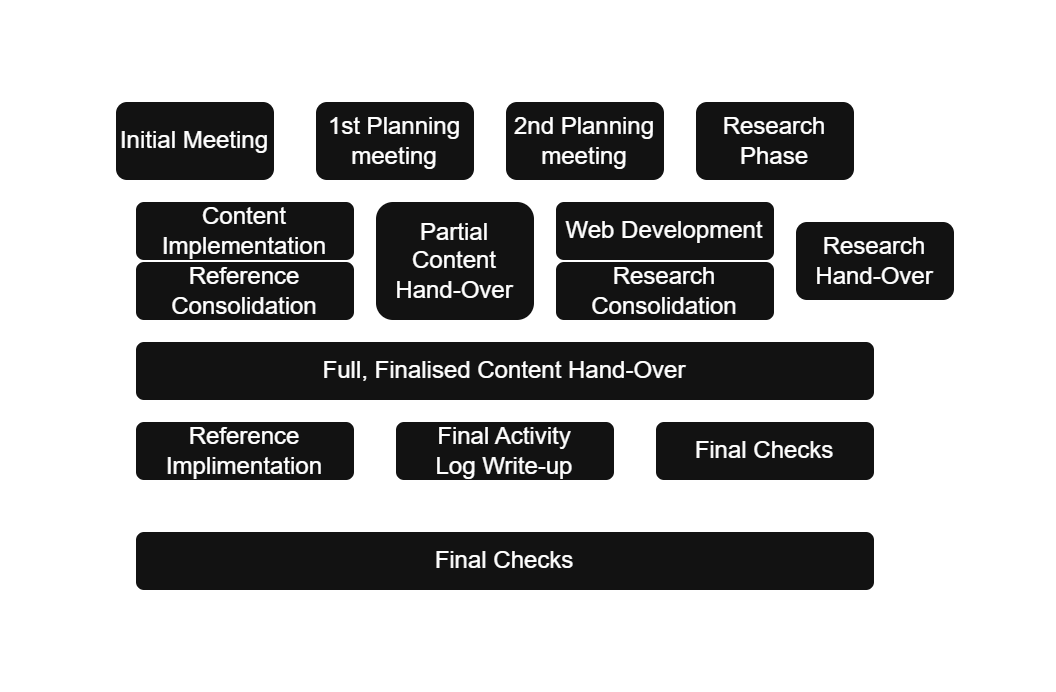 Initial Meeting
1st Planning
meeting
2nd Planning
meeting
Research
Phase
Content
Implementation
Reference
Consolidation
Partial
Content
Hand-Over
Web Development
Research
Consolidation
Research
Hand-Over
Full, Finalised Content Hand-Over
Reference
Implimentation
Final Activity
Log Write-up
Final Checks
Final Checks